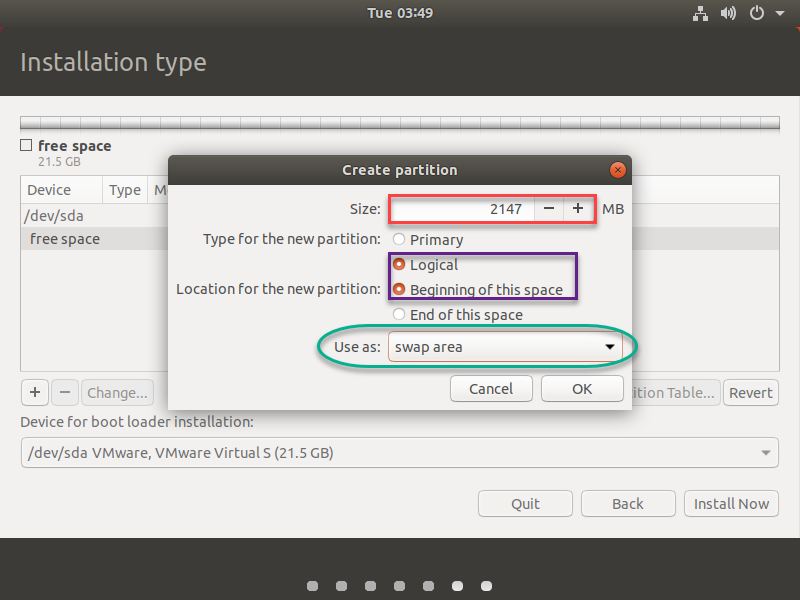 Tue 03:49
Installation type
free space
21.5 GB
Device Type M
/dev/sda
free space
Create partition
Size: 2147 − + MB
Type for the new partition: Primary
Logical
Location for the new partition: Beginning of this space
End of this space
Use as: swap area
Cancel OK
+ − Change... Table... Revert
Device for boot loader installation:
/dev/sda VMware, VMware Virtual S (21.5 GB)
Quit Back Install Now